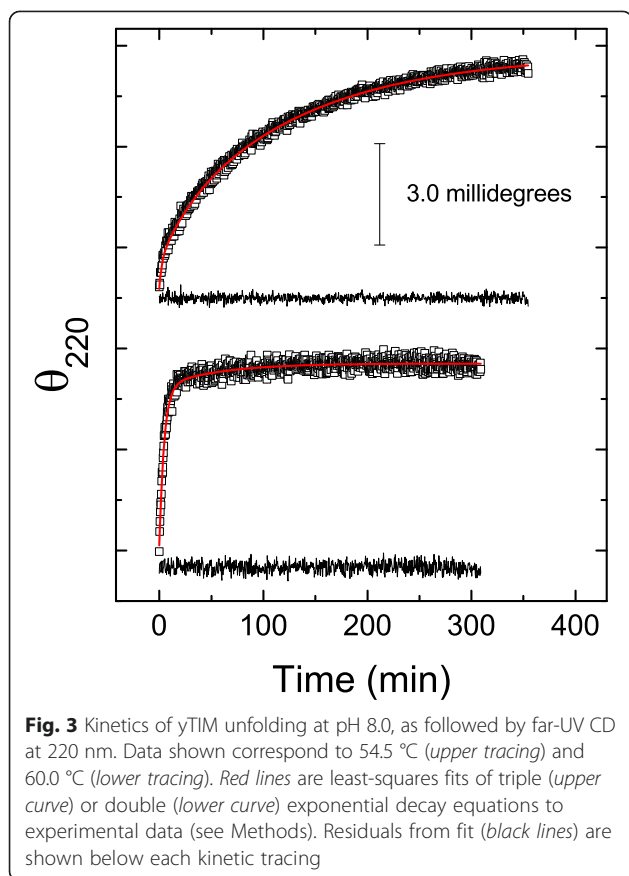 3.0 millidegrees
θ220
0 100 200 300 400
Time (min)
Fig. 3 Kinetics of yTIM unfolding at pH 8.0, as followed by far-UV CD
at 220 nm. Data shown correspond to 54.5 °C (upper tracing) and
60.0 °C (lower tracing). Red lines are least-squares fits of triple (upper
curve) or double (lower curve) exponential decay equations to
experimental data (see Methods). Residuals from fit (black lines) are
shown below each kinetic tracing